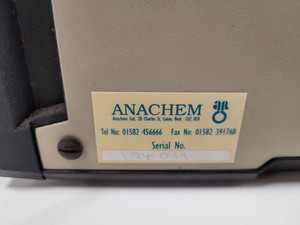 ANACHEM
Anachem Ltd, 20 Charles St, Luton, Beds LU2 0EB
Tel No: 01582 456666 Fax No: 01582 391768
Serial No.